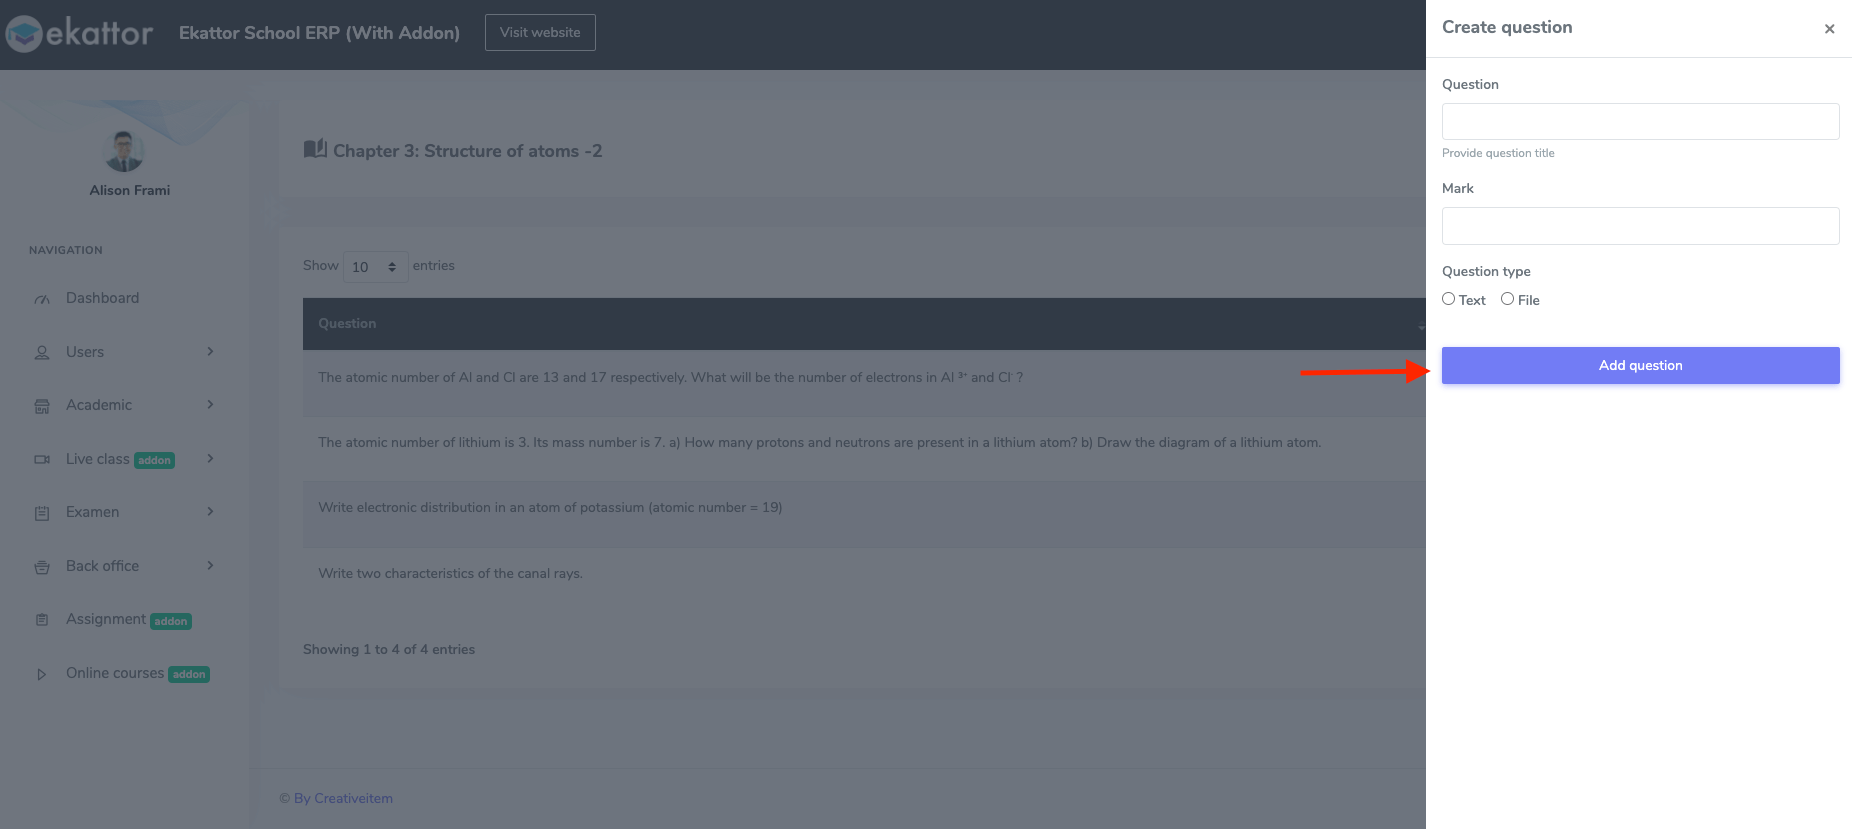 ekattor
Ekattor School ERP (With Addon)
Visit website
Create question
×
Alison Frami
NAVIGATION
Dashboard
Users
Academic
Live class addon
Examen
Back office
Assignment addon
Online courses addon
Chapter 3: Structure of atoms -2
Show 10 entries
Question
The atomic number of Al and Cl are 13 and 17 respectively. What will be the number of electrons in Al ³⁺ and Cl⁻ ?
The atomic number of lithium is 3. Its mass number is 7. a) How many protons and neutrons are present in a lithium atom? b) Draw the diagram of a lithium atom.
Write electronic distribution in an atom of potassium (atomic number = 19)
Write two characteristics of the canal rays.
Showing 1 to 4 of 4 entries
© By Creativeitem
Question
Provide question title
Mark
Question type
Text File
Add question